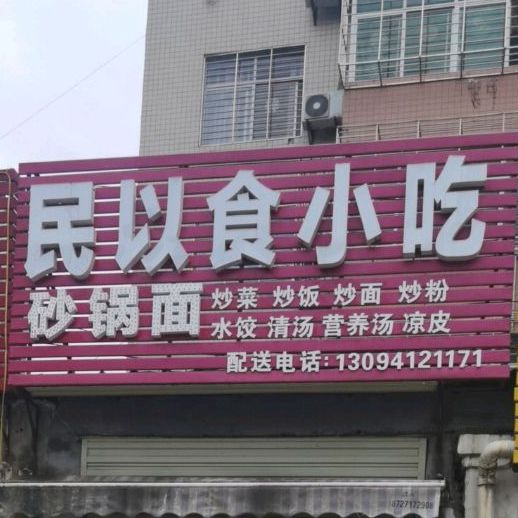 民以食小吃
砂锅面
炒菜 炒饭 炒面 炒粉
水饺 清汤 营养汤 凉皮
配送电话:13094121171